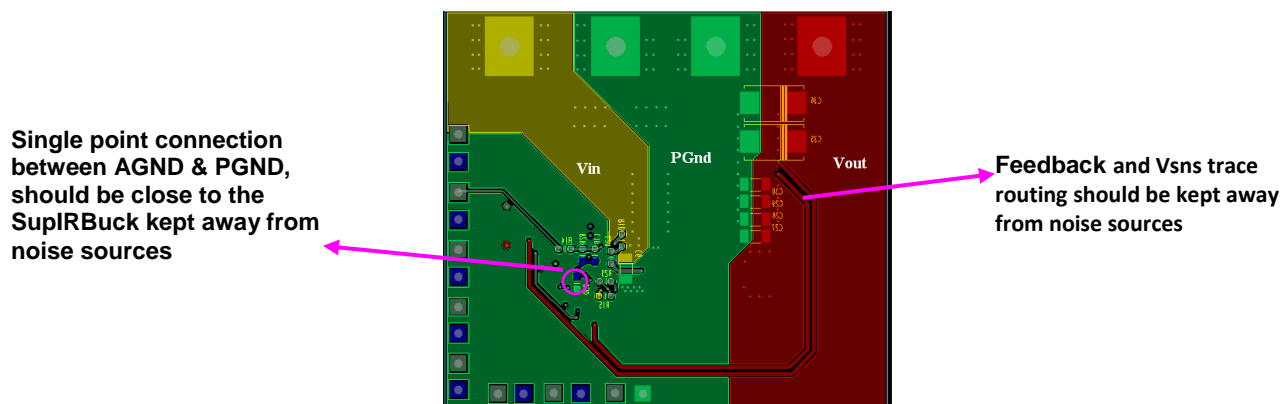 Single point connection
between AGND & PGND,
should be close to the
SupIRBuck kept away from
noise sources
Vin
PGnd
Vout
Feedback and Vsns trace
routing should be kept away
from noise sources